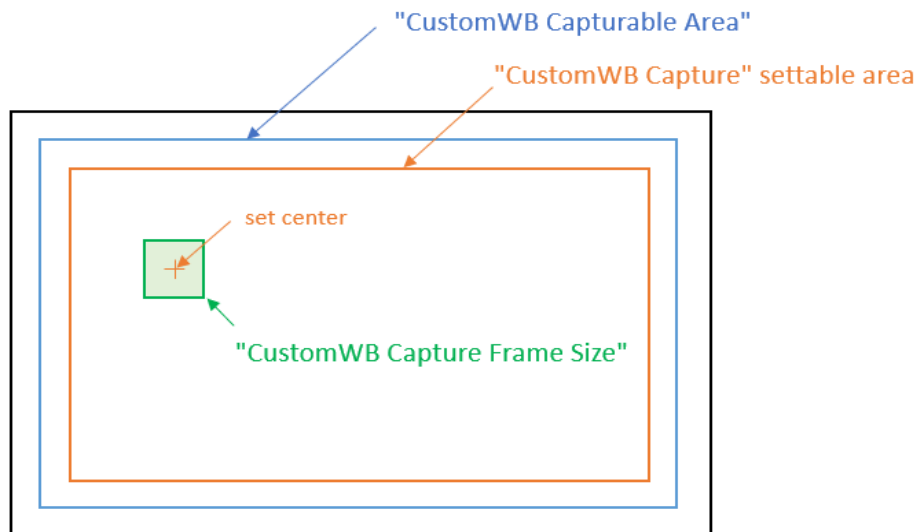 "CustomWB Capturable Area"
"CustomWB Capture" settable area
set center
"CustomWB Capture Frame Size"